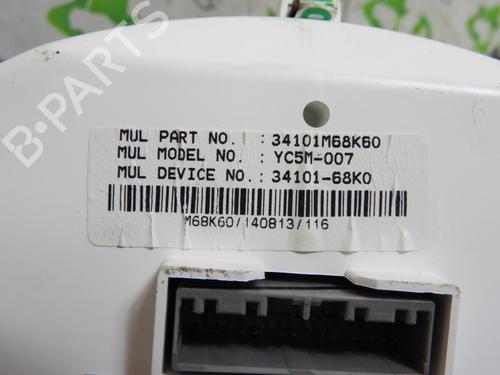 B-PARTS
MUL PART NO. : 34101M68K60
MUL MODEL NO. : YC5M-007
MUL DEVICE NO.: 34101-68K0
M68K60/140813/116